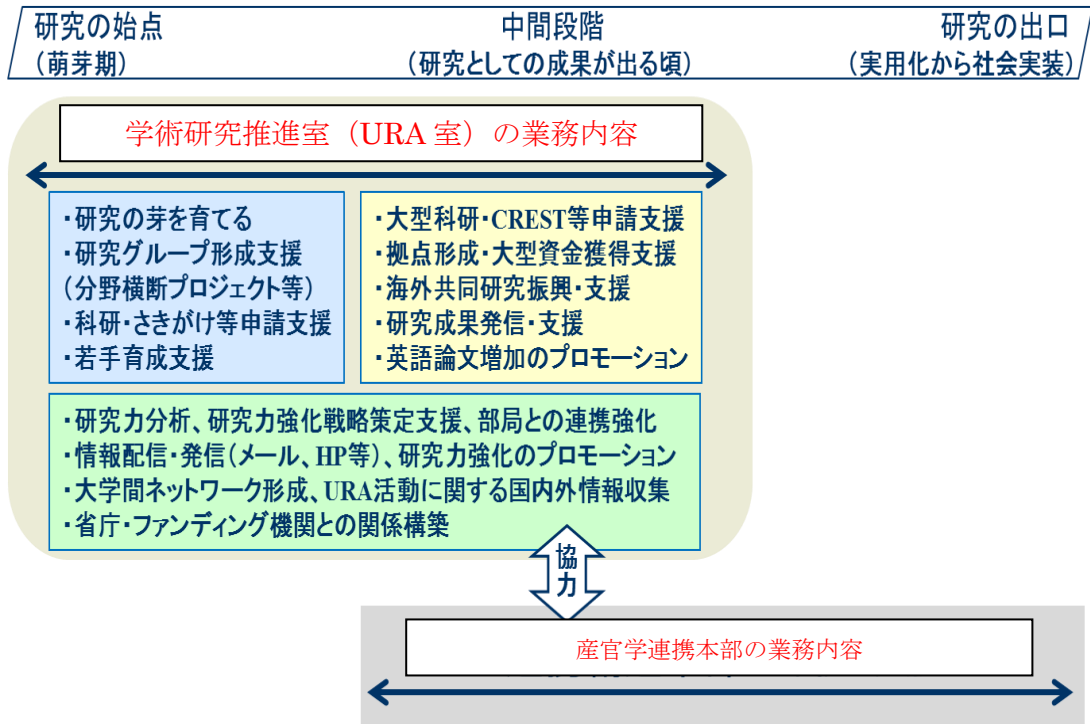 研究の始点
(萌芽期)
中間段階
(研究としての成果が出る頃)
研究の出口
(実用化から社会実装)
学術研究推進室（URA 室）の業務内容
・研究の芽を育てる
・研究グループ形成支援
(分野横断プロジェクト等)
・科研・さきがけ等申請支援
・若手育成支援
・大型科研・CREST等申請支援
・拠点形成・大型資金獲得支援
・海外共同研究振興・支援
・研究成果発信・支援
・英語論文増加のプロモーション
・研究力分析、研究力強化戦略策定支援、部局との連携強化
・情報配信・発信(メール、HP等)、研究力強化のプロモーション
・大学間ネットワーク形成、URA活動に関する国内外情報収集
・省庁・ファンディング機関との関係構築
協
力
産官学連携本部の業務内容